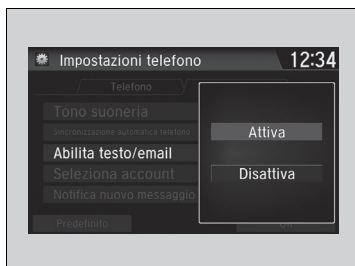 Impostazioni telefono
12:34
Telefono
Tono suoneria
Sincronizzazione automatica telefono
Abilita testo/email
Seleziona account
Notifica nuovo messaggio
Attiva
Disattiva
Predefinito